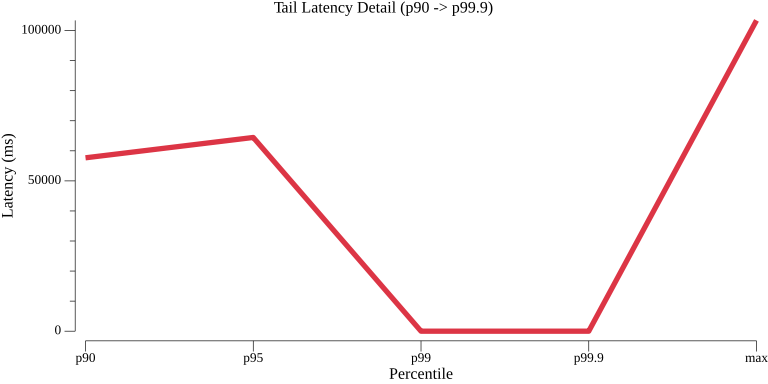 Tail Latency Detail (p90 -> p99.9)
100000
50000
0
Latency (ms)
p90 p95 p99 p99.9 max
Percentile